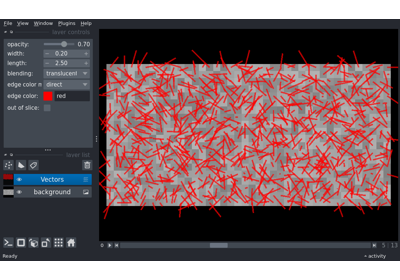 File View Window Plugins Help
layer controls
opacity: 0.70
width: 0.20
length: 2.50
blending: translucent
edge color m direct
edge color: red
out of slice:
layer list
Vectors
background
0 5 13
Ready
activity